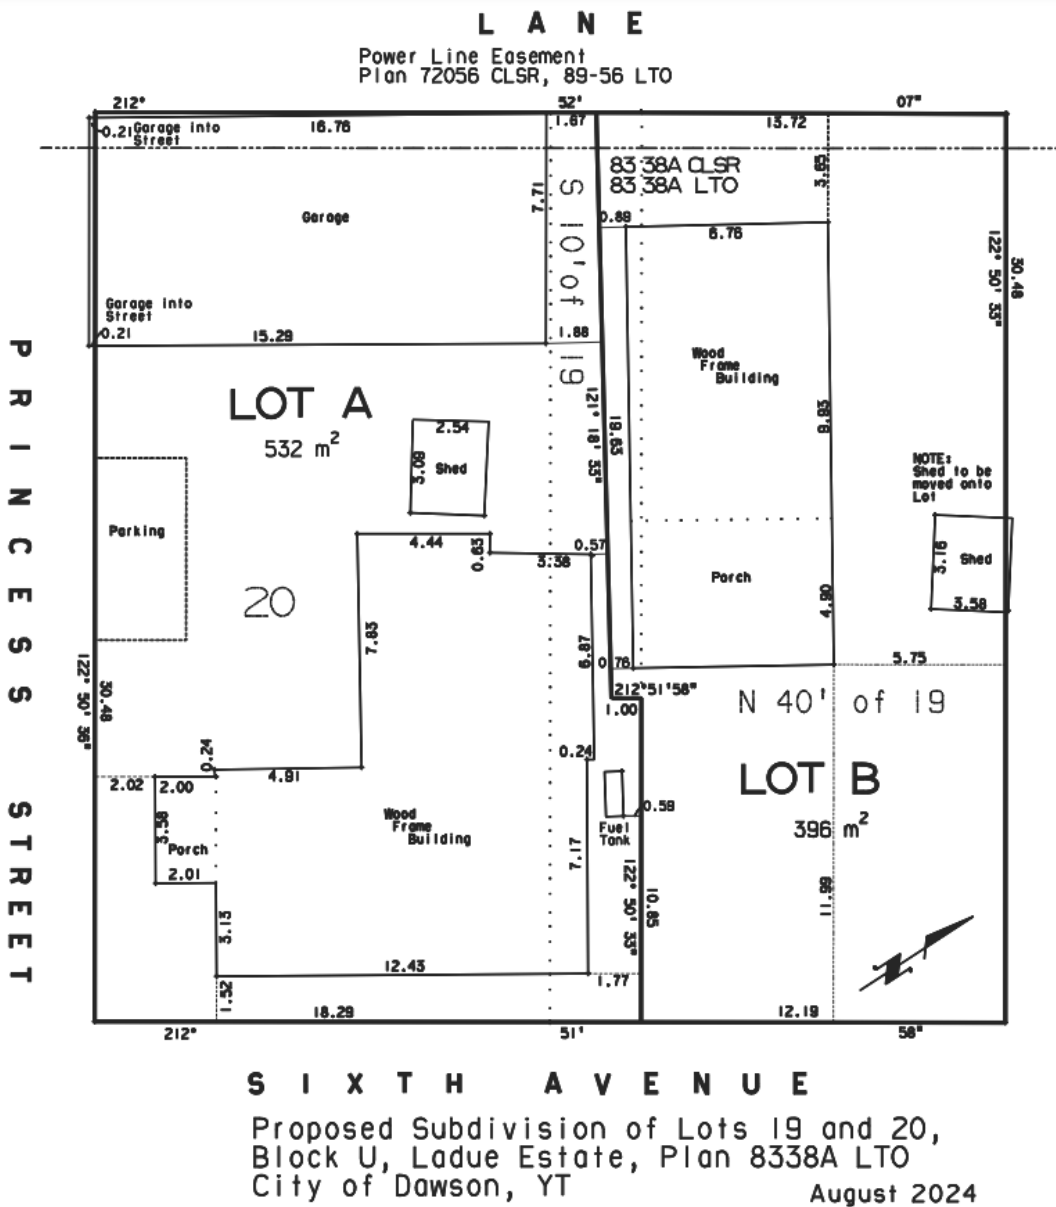 LANE
Power Line Easement
Plan 72056 CLSR, 89-56 LTO
212° 52' 07"
16.76 1.67 13.72
0.21 Garage into
Street
83 38A CLSR
83 38A LTO
3.65
7.71
S 10' of 19
Garage
0.89
6.76
122° 50' 33"
30.48
Garage into
Street
0.21
15.29
1.88
Wood
Frame
Building
PRINCESS STREET
LOT A
532 m²
2.54
3.09
Shed
121° 18' 33"
19.63
8.93
NOTE:
Shed to be
moved onto
Lot
Parking
4.44
0.63
3.38
0.57
3.16
Shed
3.58
Porch
4.90
20
7.83
6.87
0.76
5.75
122° 50' 36"
30.48
212°51'58"
1.00
N 40' of 19
0.24
4.81
0.24
2.02
2.00
LOT B
396 m²
3.58
Porch
2.01
Wood
Frame
Building
0.59
Fuel
Tank
7.17
122° 50' 33"
10.85
11.99
3.13
12.43
1.77
1.52
18.29
12.19
212° 51' 58"
SIXTH AVENUE
Proposed Subdivision of Lots 19 and 20,
Block U, Ladue Estate, Plan 8338A LTO
City of Dawson, YT
August 2024